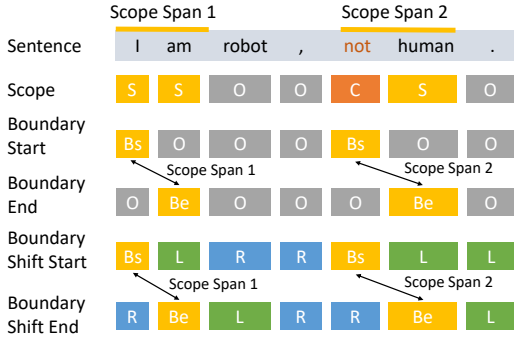 Scope Span 1 Scope Span 2
Sentence I am robot , not human .
Scope S S O O C S O
Boundary
Start Bs O O O Bs O O
Scope Span 1 Scope Span 2
Boundary
End O Be O O O Be O
Boundary
Shift Start Bs L R R Bs L L
Scope Span 1 Scope Span 2
Boundary
Shift End R Be L R R Be L